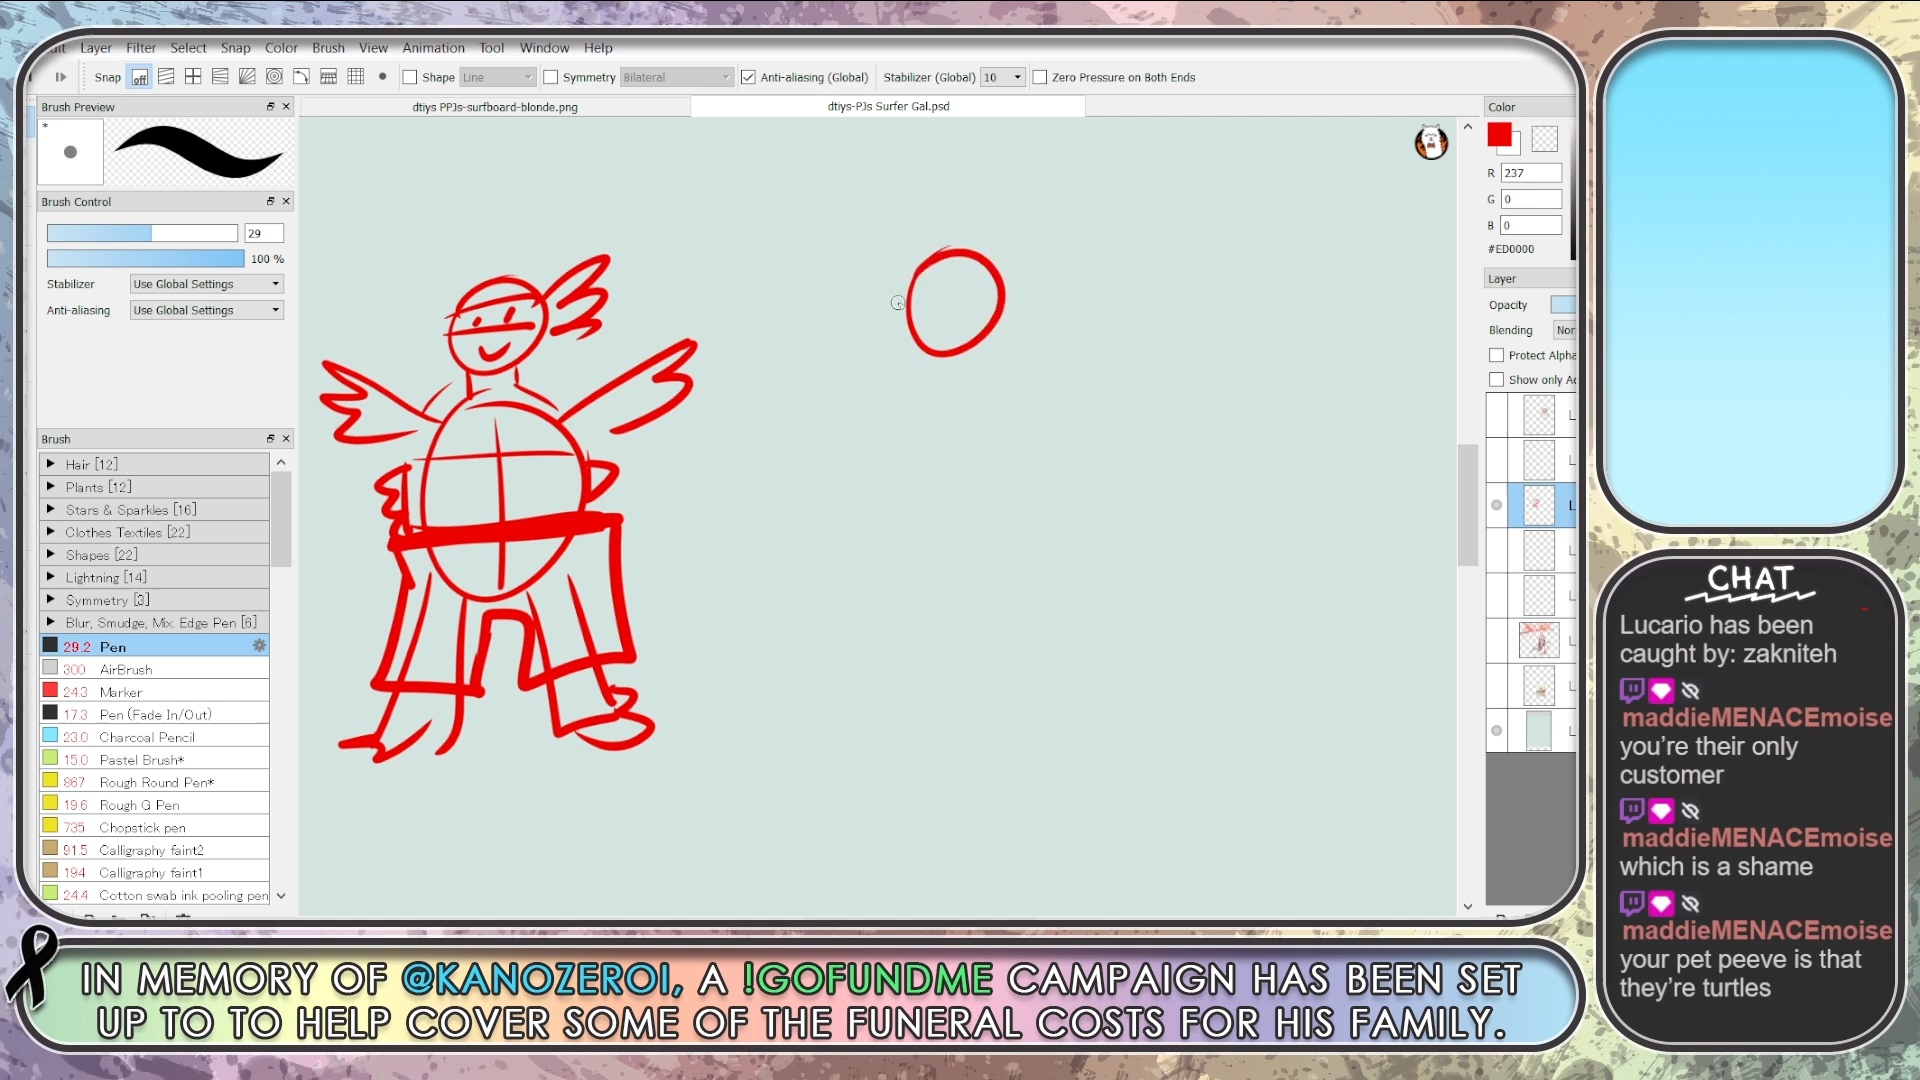 Layer Filter Select Snap Color Brush View Animation Tool Window Help
Snap off Shape Line Symmetry Bilateral Anti-aliasing (Global) Stabilizer (Global) 10 Zero Pressure on Both Ends
Brush Preview
dtiys PPJs-surfboard-blonde.png
dtiys-PJs Surfer Gal.psd
Brush Control
29
100 %
Stabilizer Use Global Settings
Anti-aliasing Use Global Settings
Brush
Hair [12]
Plants [12]
Stars & Sparkles [16]
Clothes Textiles [22]
Shapes [22]
Lightning [14]
Symmetry [3]
Blur, Smudge, Mix. Edge Pen [6]
29.2 Pen
300 AirBrush
24.3 Marker
17.3 Pen (Fade In/Out)
23.0 Charcoal Pencil
15.0 Pastel Brush*
867 Rough Round Pen*
19.6 Rough G Pen
735 Chopstick pen
91.5 Calligraphy faint2
194 Calligraphy faint1
24.4 Cotton swab ink pooling pen
Color
R 237
G 0
B 0
#ED0000
Layer
Opacity
Blending Nor
Protect Alpha
Show only
CHAT
Lucario has been
caught by: zakniteh
maddieMENACEmoise
you're their only
customer
maddieMENACEmoise
which is a shame
maddieMENACEmoise
your pet peeve is that
they're turtles
IN MEMORY OF @KANOZEROI, A !GOFUNDME CAMPAIGN HAS BEEN SET
UP TO TO HELP COVER SOME OF THE FUNERAL COSTS FOR HIS FAMILY.